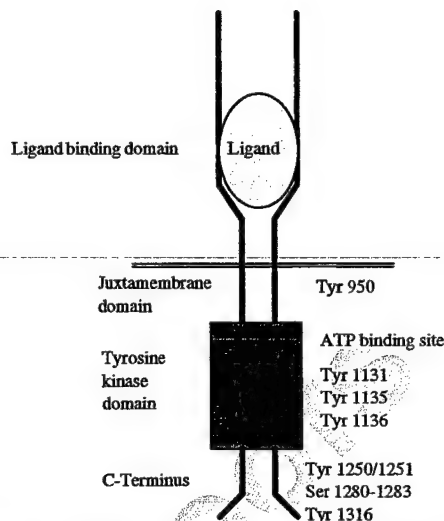 Ligand binding domain
Ligand
Juxtamembrane
domain
Tyr 950
Tyrosine
kinase
domain
ATP binding site
Tyr 1131
Tyr 1135
Tyr 1136
C-Terminus
Tyr 1250/1251
Ser 1280-1283
Tyr 1316